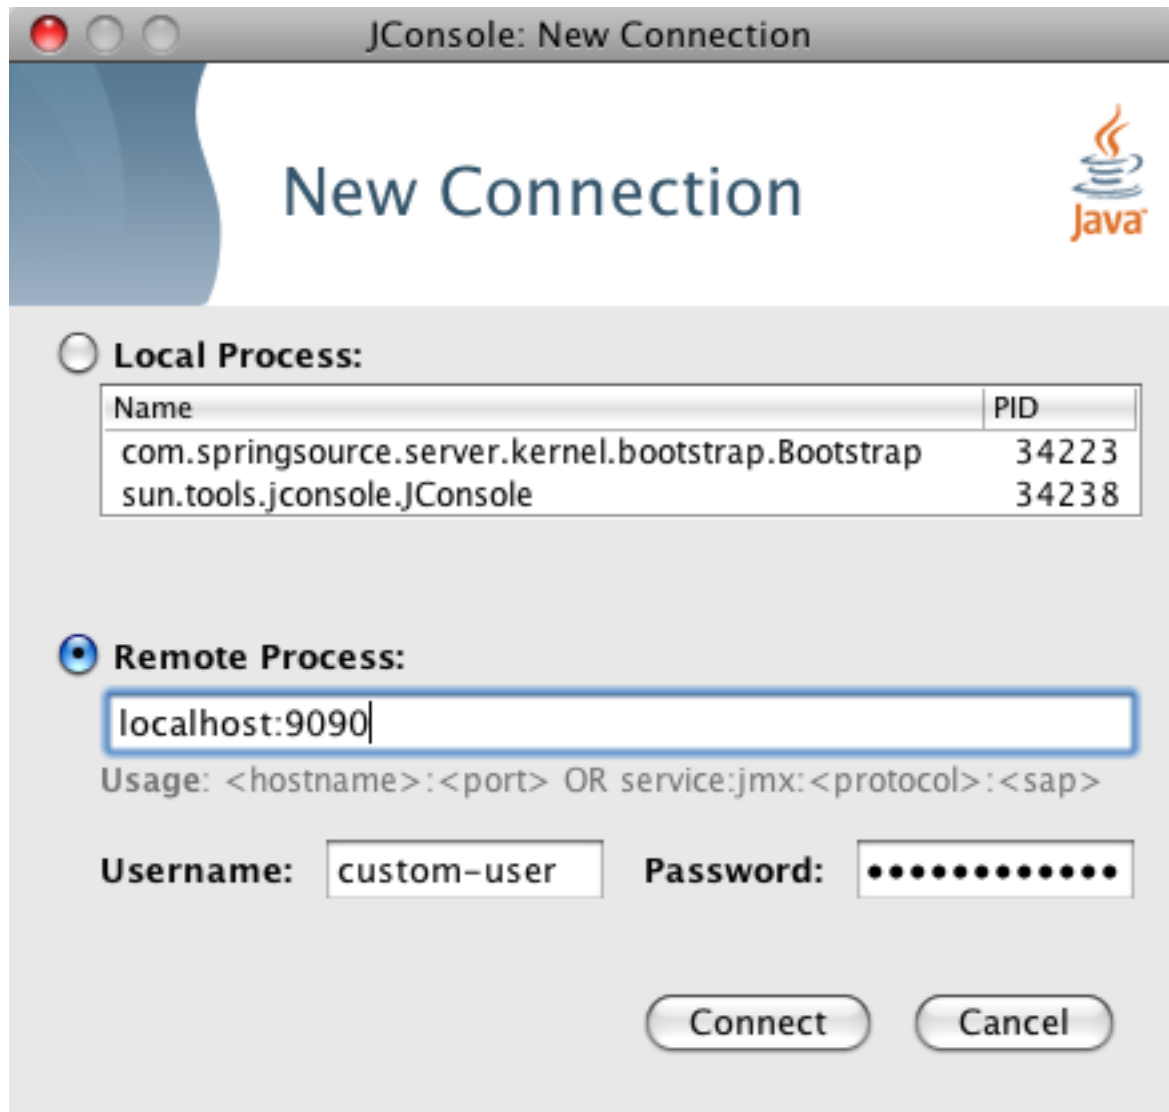 JConsole: New Connection
New Connection
Java
Local Process:
Name PID
com.springsource.server.kernel.bootstrap.Bootstrap 34223
sun.tools.jconsole.JConsole 34238
Remote Process:
localhost:9090
Usage: <hostname>:<port> OR service:jmx:<protocol>:<sap>
Username: custom-user Password: ••••••••••••
Connect Cancel